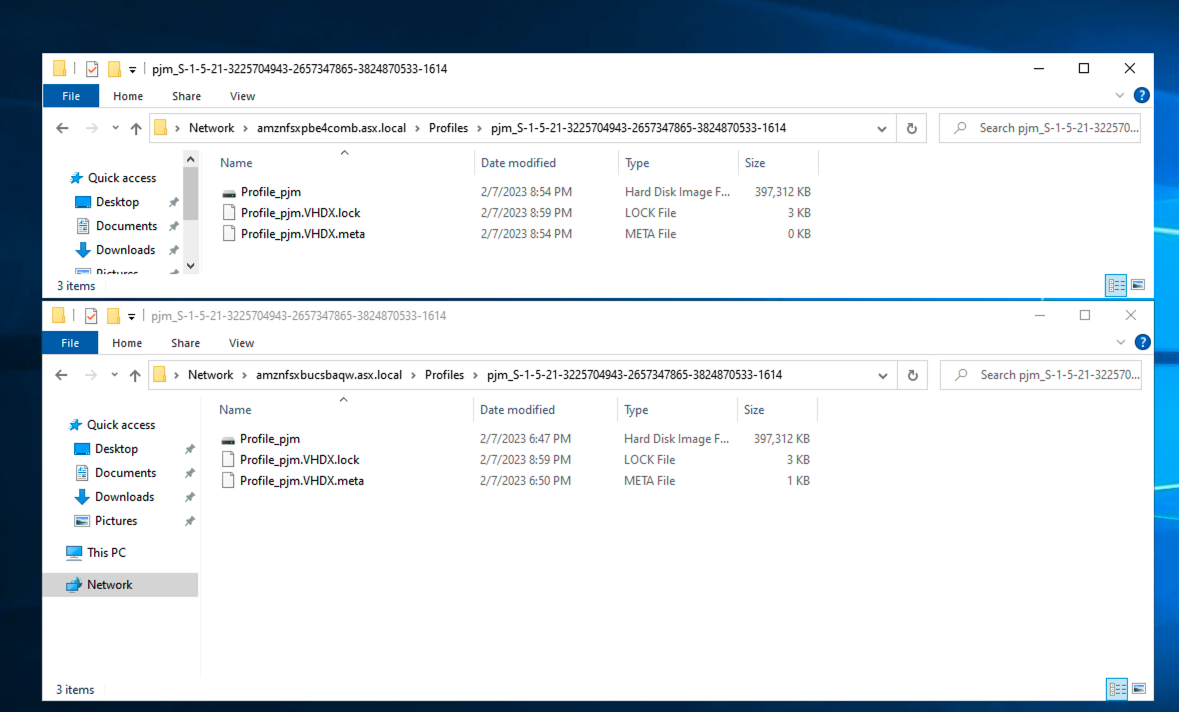 pjm_S-1-5-21-3225704943-2657347865-3824870533-1614
File Home Share View
Network > amznfsxpbe4comb.asx.local > Profiles > pjm_S-1-5-21-3225704943-2657347865-3824870533-1614 Search pjm_S-1-5-21-322570...
Name Date modified Type Size
Quick access
Desktop
Documents
Downloads
Pictures
Profile_pjm 2/7/2023 8:54 PM Hard Disk Image F... 397,312 KB
Profile_pjm.VHDX.lock 2/7/2023 8:59 PM LOCK File 3 KB
Profile_pjm.VHDX.meta 2/7/2023 8:54 PM META File 0 KB
3 items
pjm_S-1-5-21-3225704943-2657347865-3824870533-1614
File Home Share View
Network > amznfsxbucsbaqw.asx.local > Profiles > pjm_S-1-5-21-3225704943-2657347865-3824870533-1614 Search pjm_S-1-5-21-322570...
Name Date modified Type Size
Quick access
Desktop
Documents
Downloads
Pictures
This PC
Network
Profile_pjm 2/7/2023 6:47 PM Hard Disk Image F... 397,312 KB
Profile_pjm.VHDX.lock 2/7/2023 8:59 PM LOCK File 3 KB
Profile_pjm.VHDX.meta 2/7/2023 6:50 PM META File 1 KB
3 items